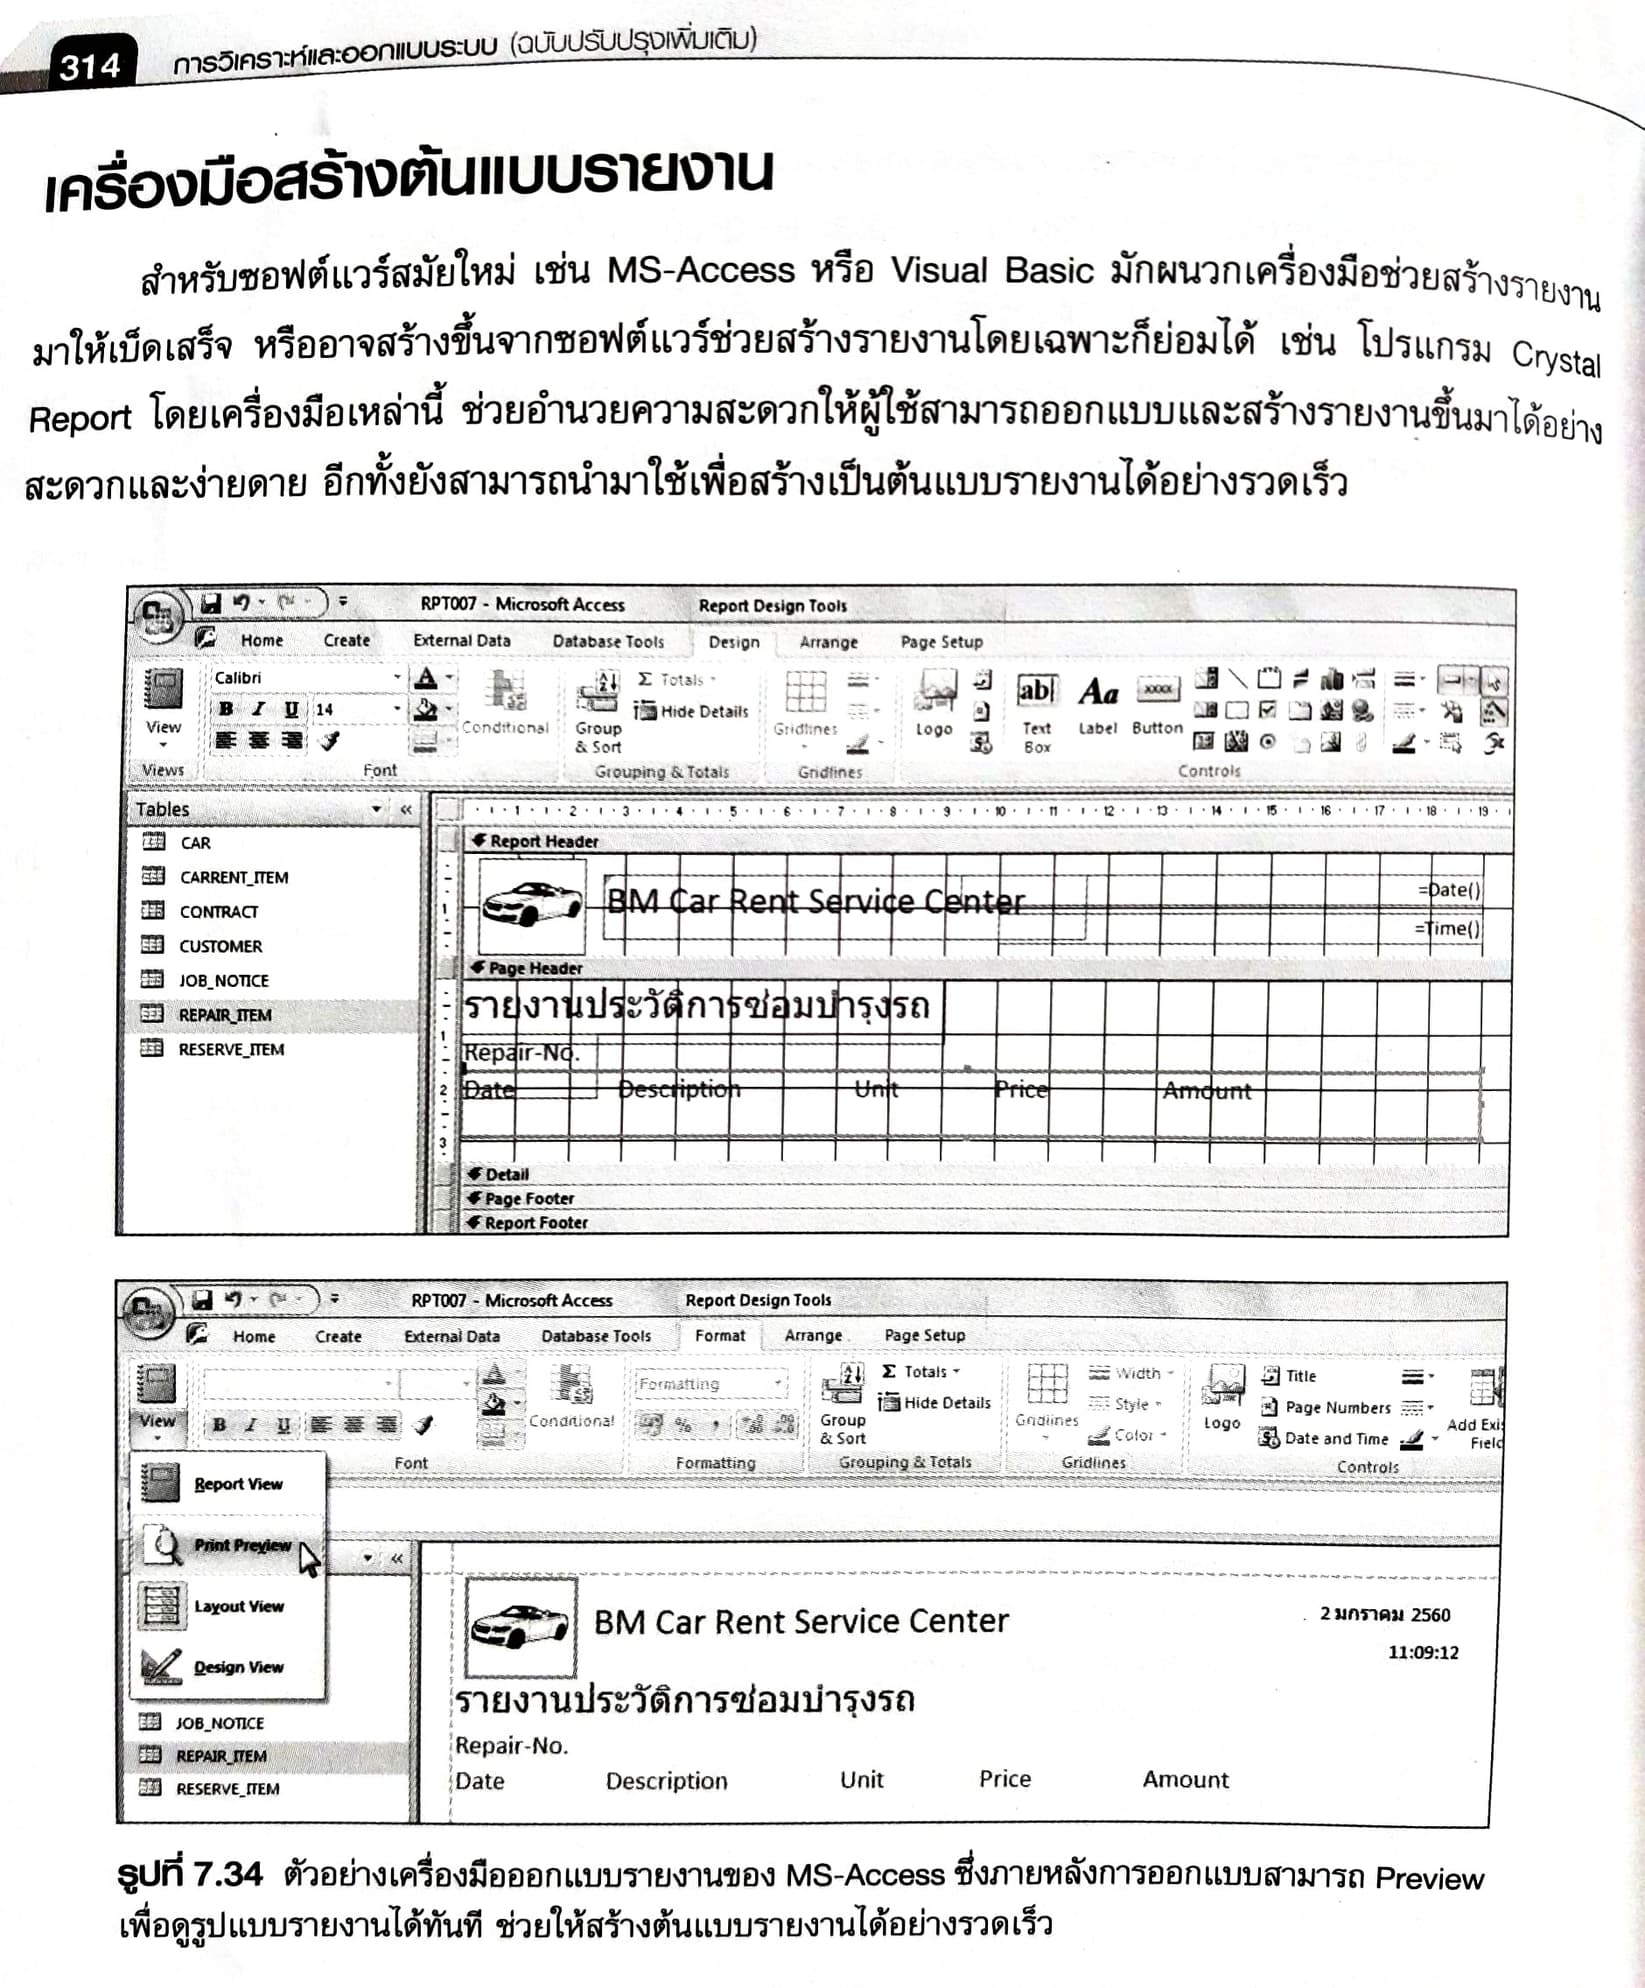 314 การวิเคราะห์และออกแบบระบบ (ฉบับปรับปรุงเพิ่มเติม)
เครื่องมือสร้างต้นแบบรายงาน
สำหรับซอฟต์แวร์สมัยใหม่ เช่น MS-Access หรือ Visual Basic มักผนวกเครื่องมือช่วยสร้างรายงาน
มาให้เบ็ดเสร็จ หรืออาจสร้างขึ้นจากซอฟต์แวร์ช่วยสร้างรายงานโดยเฉพาะก็ย่อมได้ เช่น โปรแกรม Crystal
Report โดยเครื่องมือเหล่านี้ ช่วยอำนวยความสะดวกให้ผู้ใช้สามารถออกแบบและสร้างรายงานขึ้นมาได้อย่าง
สะดวกและง่ายดาย อีกทั้งยังสามารถนำมาใช้เพื่อสร้างเป็นต้นแบบรายงานได้อย่างรวดเร็ว
RPT007 - Microsoft Access Report Design Tools
Home Create External Data Database Tools Design Arrange Page Setup
Calibri Σ Totals
B I U 14 Hide Details
View Conditional Group & Sort Gridlines Logo ab| Text Box Aa Label XXXX Button
Views Font Grouping & Totals Gridlines Controls
Tables 1 2 3 4 5 6 7 8 9 10 11 12 13 14 15 16 17 18 19
CAR
CARRENT_ITEM
CONTRACT
CUSTOMER
JOB_NOTICE
REPAIR_ITEM
RESERVE_ITEM
Report Header
1 BM Car Rent Service Center =Date()
=Time()
Page Header
รายงานประวัติการซ่อมบำรุงรถ
1 Repair-No.
2 Date Description Unit Price Amount
3
Detail
Page Footer
Report Footer
RPT007 - Microsoft Access Report Design Tools
Home Create External Data Database Tools Format Arrange Page Setup
Formatting Σ Totals Width Title
Hide Details Style Page Numbers
View B I U Conditional % , Group & Sort Gridlines Color Logo Date and Time Add Exis Field
Font Formatting Grouping & Totals Gridlines Controls
Report View
Print Preview
Layout View
Design View
JOB_NOTICE
REPAIR_ITEM
RESERVE_ITEM
BM Car Rent Service Center 2 มกราคม 2560
11:09:12
รายงานประวัติการซ่อมบำรุงรถ
Repair-No.
Date Description Unit Price Amount
รูปที่ 7.34 ตัวอย่างเครื่องมือออกแบบรายงานของ MS-Access ซึ่งภายหลังการออกแบบสามารถ Preview
เพื่อดูรูปแบบรายงานได้ทันที ช่วยให้สร้างต้นแบบรายงานได้อย่างรวดเร็ว